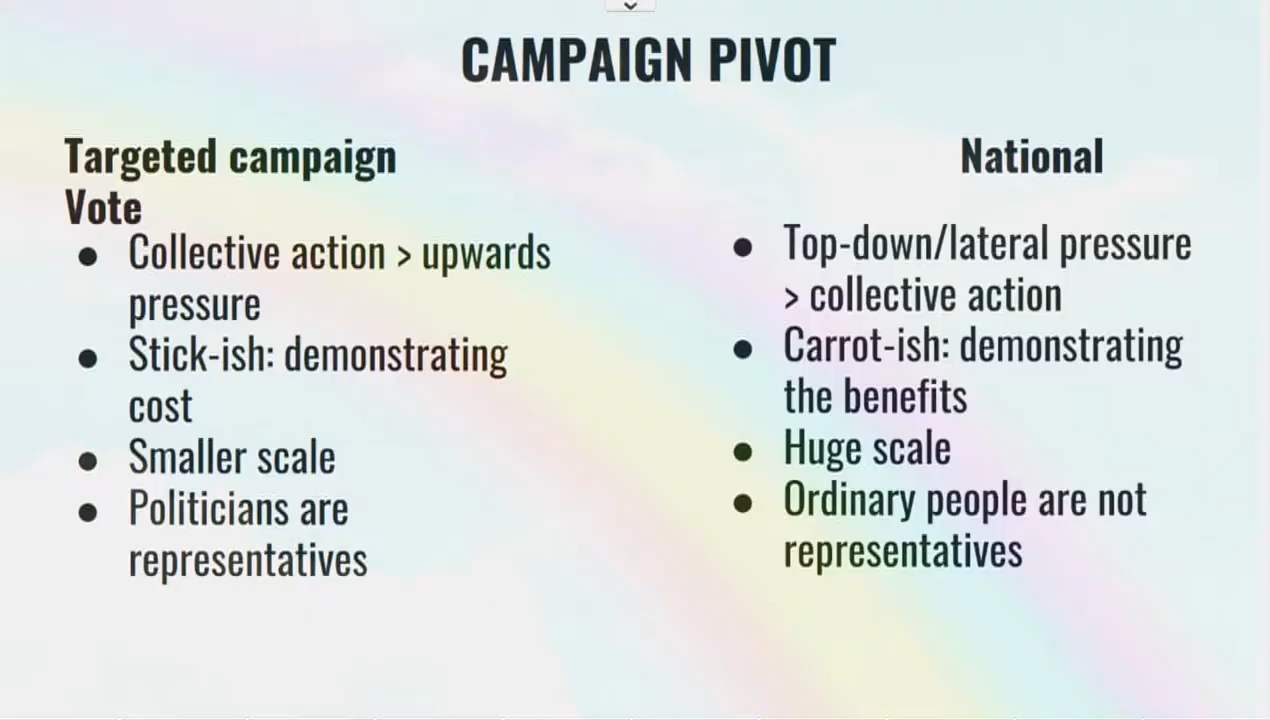 CAMPAIGN PIVOT
Targeted campaign
Vote
● Collective action > upwards
pressure
● Stick-ish: demonstrating
cost
● Smaller scale
● Politicians are
representatives
National
● Top-down/lateral pressure
> collective action
● Carrot-ish: demonstrating
the benefits
● Huge scale
● Ordinary people are not
representatives